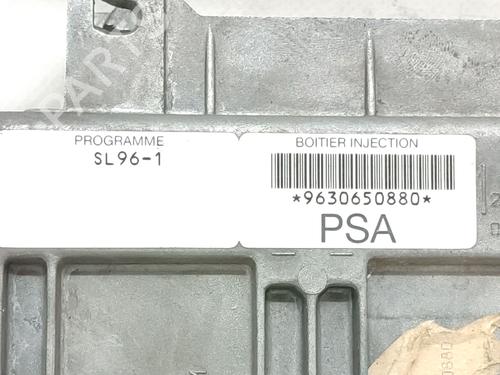 PROGRAMME
SL96-1
BOITIER INJECTION
*9630650880*
PSA